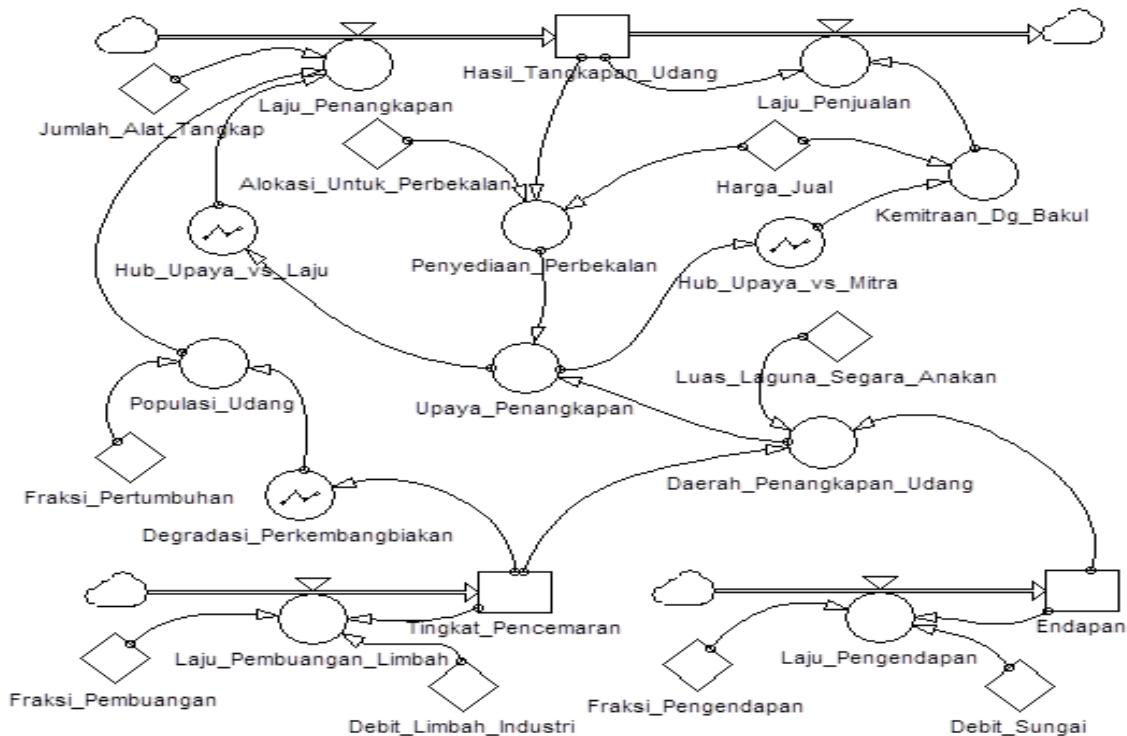 Hasil_Tangkapan_Udang
Laju_Penangkapan
Laju_Penjualan
Jumlah_Alat_Tangkap
Alokasi_Untuk_Perbekalan
Harga_Jual
Kemitraan_Dg_Bakul
Hub_Upaya_vs_Laju
Penyediaan_Perbekalan
Hub_Upaya_vs_Mitra
Luas_Laguna_Segara_Anakan
Populasi_Udang
Upaya_Penangkapan
Fraksi_Pertumbuhan
Daerah_Penangkapan_Udang
Degradasi_Perkembangbiakan
Tingkat_Pencemaran
Endapan
Laju_Pembuangan_Limbah
Laju_Pengendapan
Fraksi_Pembuangan
Fraksi_Pengendapan
Debit_Limbah_Industri
Debit_Sungai